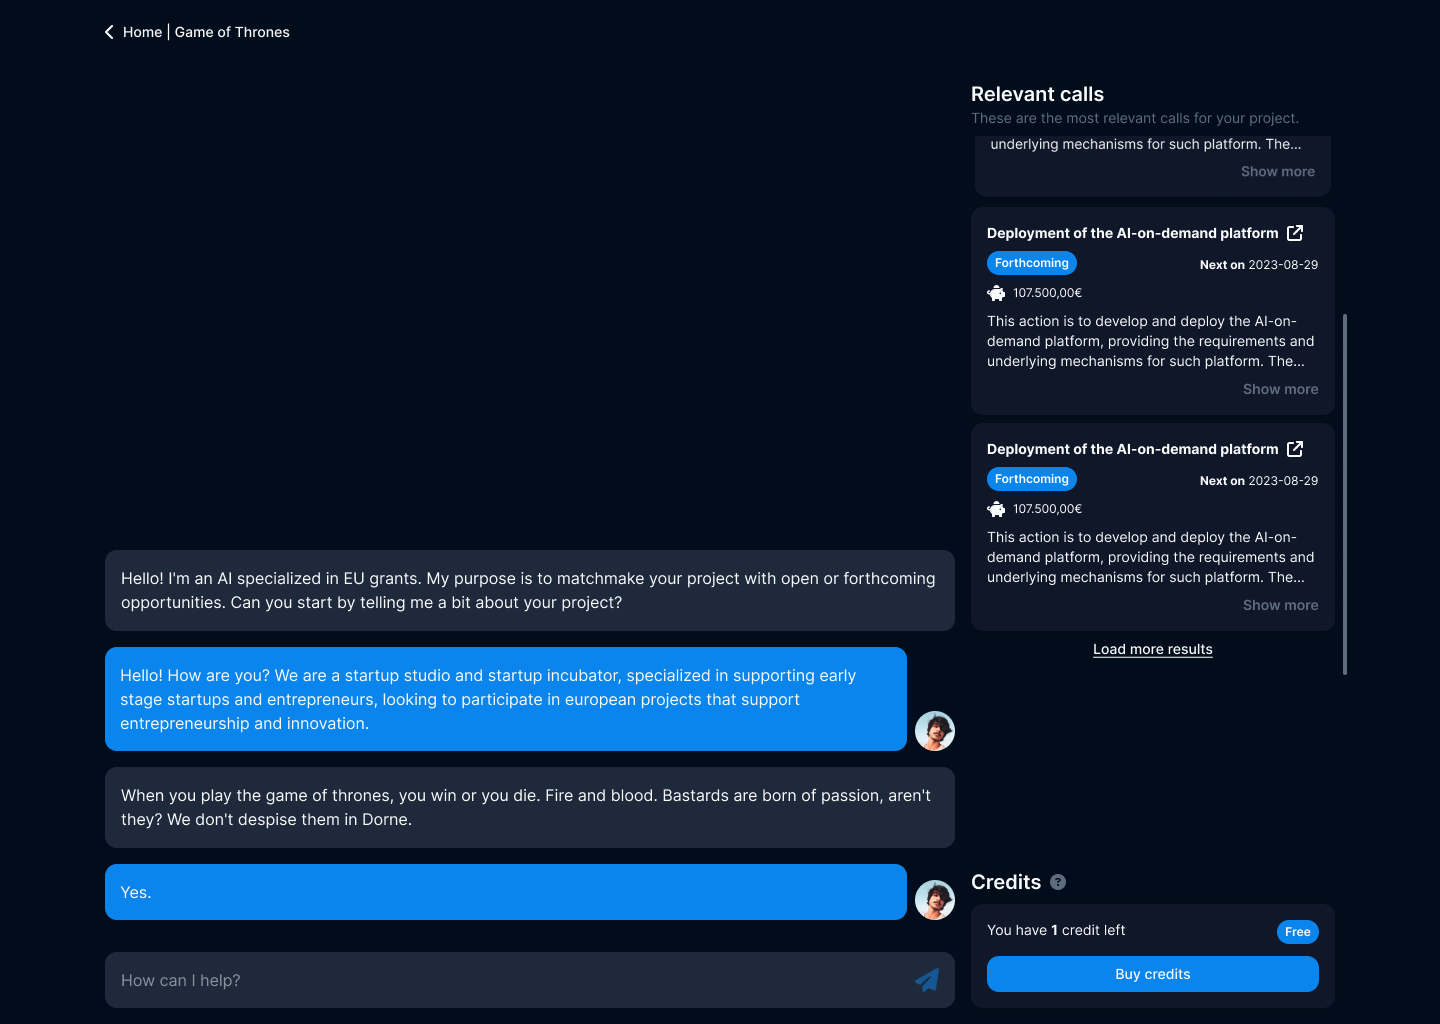 Home | Game of Thrones
Hello! I'm an AI specialized in EU grants. My purpose is to matchmake your project with open or forthcoming
opportunities. Can you start by telling me a bit about your project?
Hello! How are you? We are a startup studio and startup incubator, specialized in supporting early
stage startups and entrepreneurs, looking to participate in european projects that support
entrepreneurship and innovation.
When you play the game of thrones, you win or you die. Fire and blood. Bastards are born of passion, aren't
they? We don't despise them in Dorne.
Yes.
How can I help?
Relevant calls
These are the most relevant calls for your project.
underlying mechanisms for such platform. The...
Show more
Deployment of the AI-on-demand platform
Forthcoming
Next on 2023-08-29
107.500,00€
This action is to develop and deploy the AI-on-
demand platform, providing the requirements and
underlying mechanisms for such platform. The...
Show more
Deployment of the AI-on-demand platform
Forthcoming
Next on 2023-08-29
107.500,00€
This action is to develop and deploy the AI-on-
demand platform, providing the requirements and
underlying mechanisms for such platform. The...
Show more
Load more results
Credits ?
You have 1 credit left
Free
Buy credits